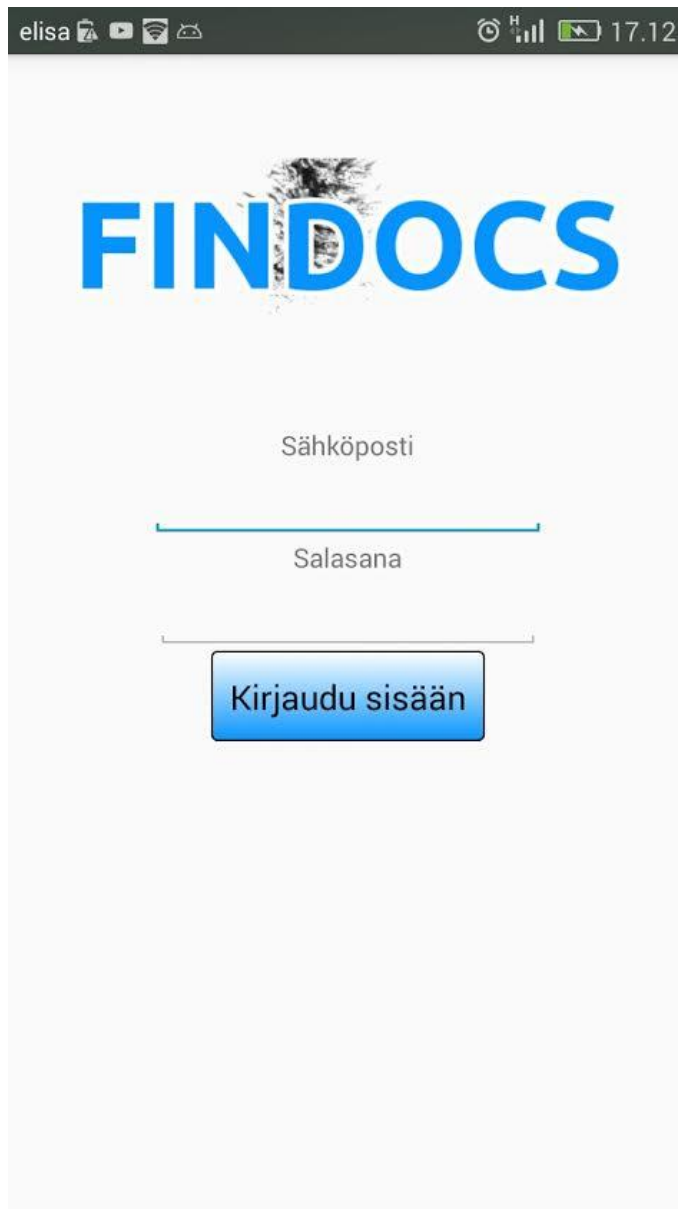 elisa H 17.12
FINDOCS
Sähköposti
Salasana
Kirjaudu sisään